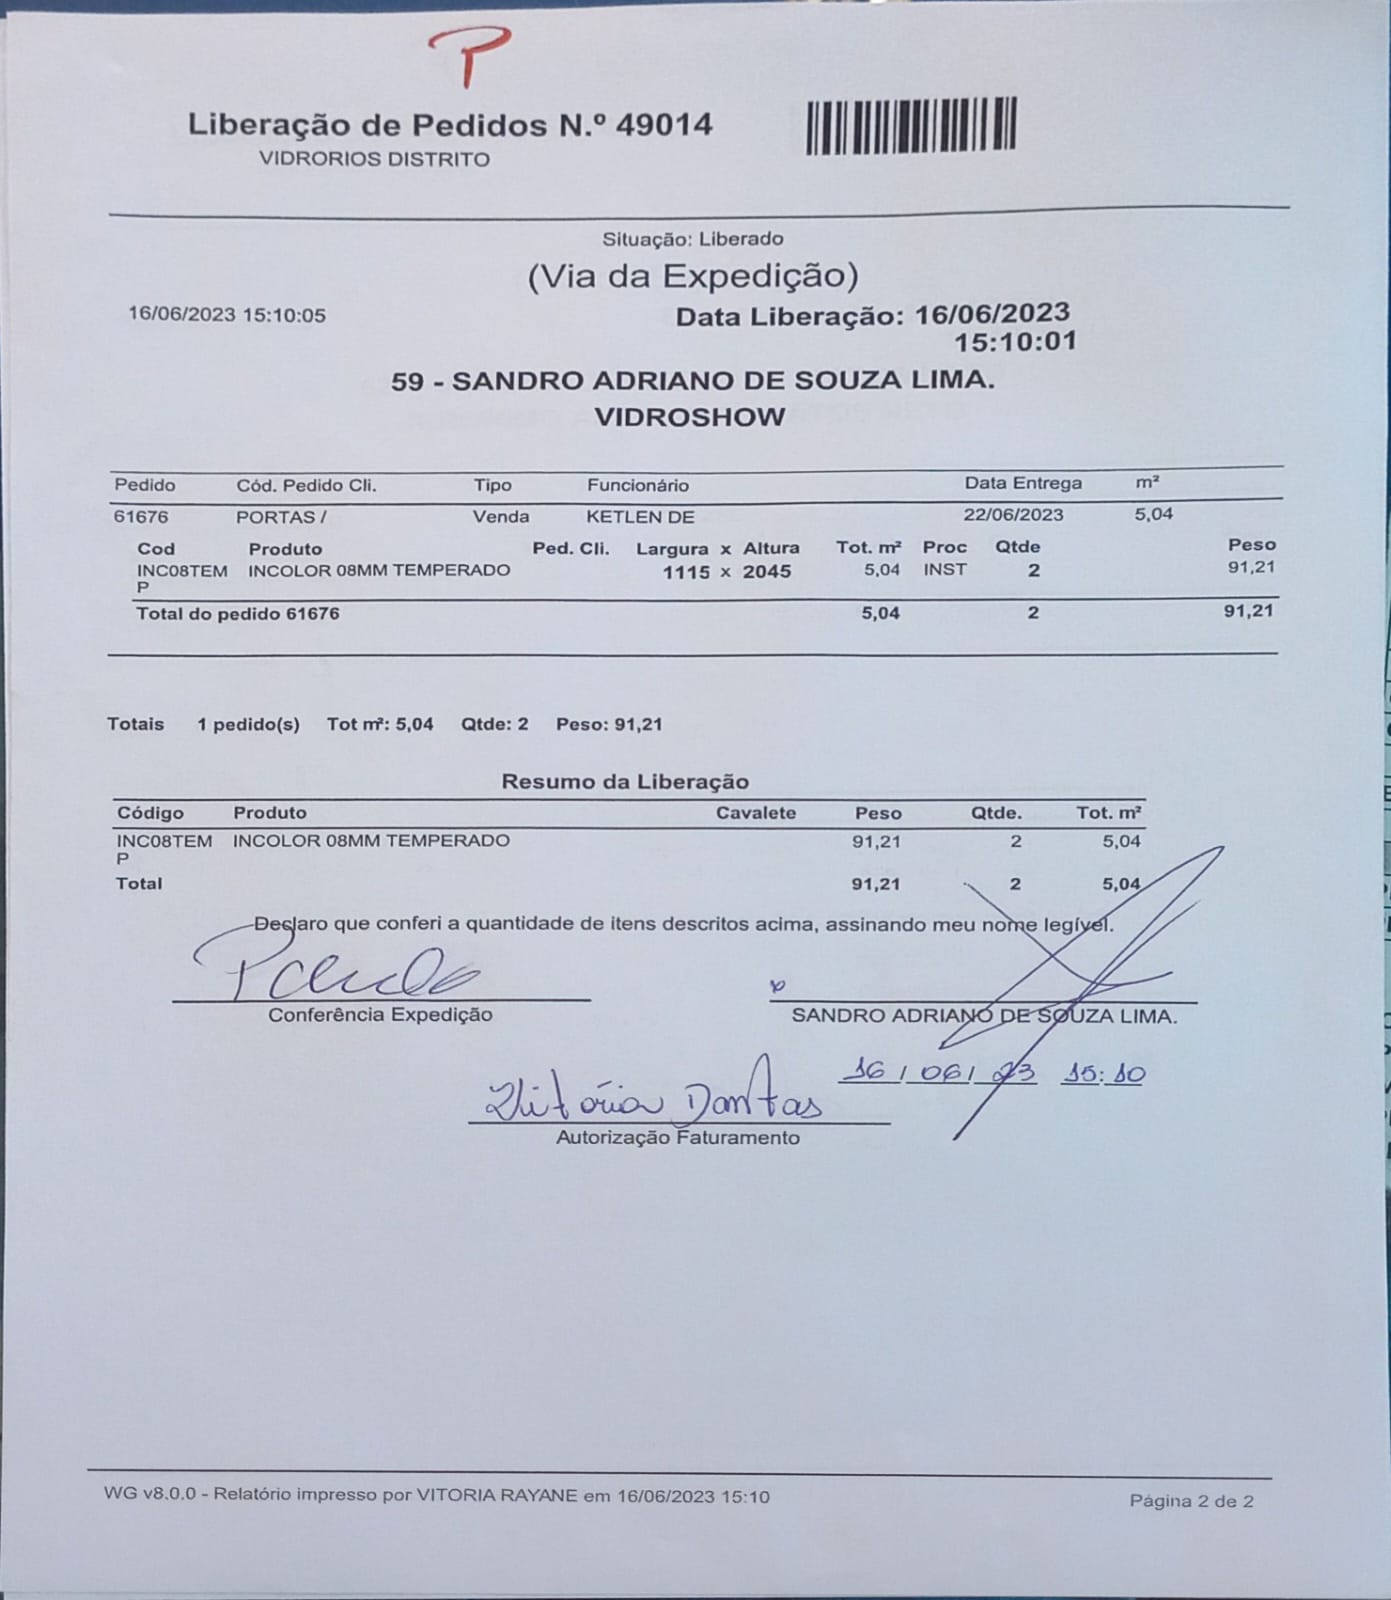 P
Liberação de Pedidos N.º 49014
VIDRORIOS DISTRITO
Situação: Liberado
(Via da Expedição)
16/06/2023 15:10:05
Data Liberação: 16/06/2023
15:10:01
59 - SANDRO ADRIANO DE SOUZA LIMA.
VIDROSHOW
Pedido Cód. Pedido Cli. Tipo Funcionário Data Entrega m²
61676 PORTAS / Venda KETLEN DE 22/06/2023 5,04
Cod Produto Ped. Cli. Largura x Altura Tot. m² Proc Qtde Peso
INC08TEM INCOLOR 08MM TEMPERADO 1115 x 2045 5,04 INST 2 91,21
P
Total do pedido 61676 5,04 2 91,21
Totais 1 pedido(s) Tot m²: 5,04 Qtde: 2 Peso: 91,21
Resumo da Liberação
Código Produto Cavalete Peso Qtde. Tot. m²
INC08TEM INCOLOR 08MM TEMPERADO 91,21 2 5,04
P
Total 91,21 2 5,04
Declaro que conferi a quantidade de itens descritos acima, assinando meu nome legível.
Conferência Expedição
SANDRO ADRIANO DE SOUZA LIMA.
16/06/23 15:10
Vitória Dantas
Autorização Faturamento
WG v8.0.0 - Relatório impresso por VITORIA RAYANE em 16/06/2023 15:10
Página 2 de 2